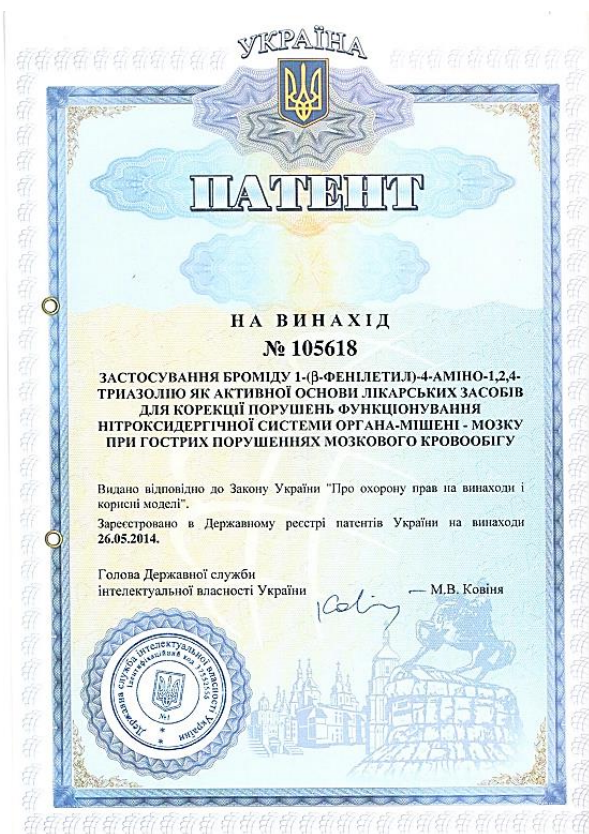 УКРАЇНА
ПАТЕНТ
НА ВИНАХІД
№ 105618
ЗАСТОСУВАННЯ БРОМІДУ 1-(β-ФЕНІЛЕТИЛ)-4-АМІНО-1,2,4-
ТРИАЗОЛІЮ ЯК АКТИВНОЇ ОСНОВИ ЛІКАРСЬКИХ ЗАСОБІВ
ДЛЯ КОРЕКЦІЇ ПОРУШЕНЬ ФУНКЦІОНУВАННЯ
НІТРОКСИДЕРГІЧНОЇ СИСТЕМИ ОРГАНА-МІШЕНІ - МОЗКУ
ПРИ ГОСТРИХ ПОРУШЕННЯХ МОЗКОВОГО КРОВООБІГУ
Видано відповідно до Закону України "Про охорону прав на винаходи і
корисні моделі".
Зареєстровано в Державному реєстрі патентів України на винаходи
26.05.2014.
Голова Державної служби
інтелектуальної власності України
М.В. Ковіня
Державна служба інтелектуальної власності України
Ідентифікаційний код
№1